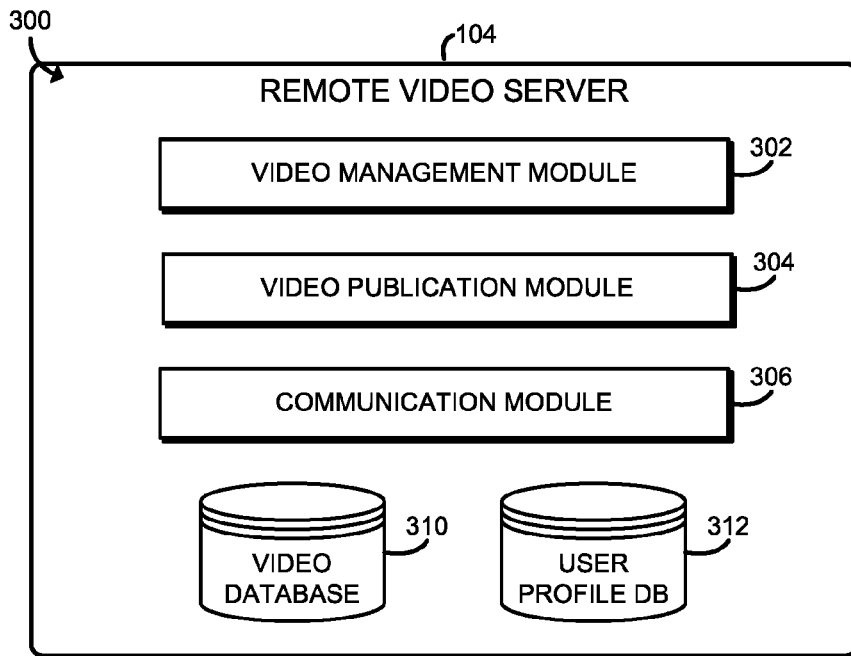 300
104
REMOTE VIDEO SERVER
302
VIDEO MANAGEMENT MODULE
304
VIDEO PUBLICATION MODULE
306
COMMUNICATION MODULE
310
VIDEO
DATABASE
312
USER
PROFILE DB